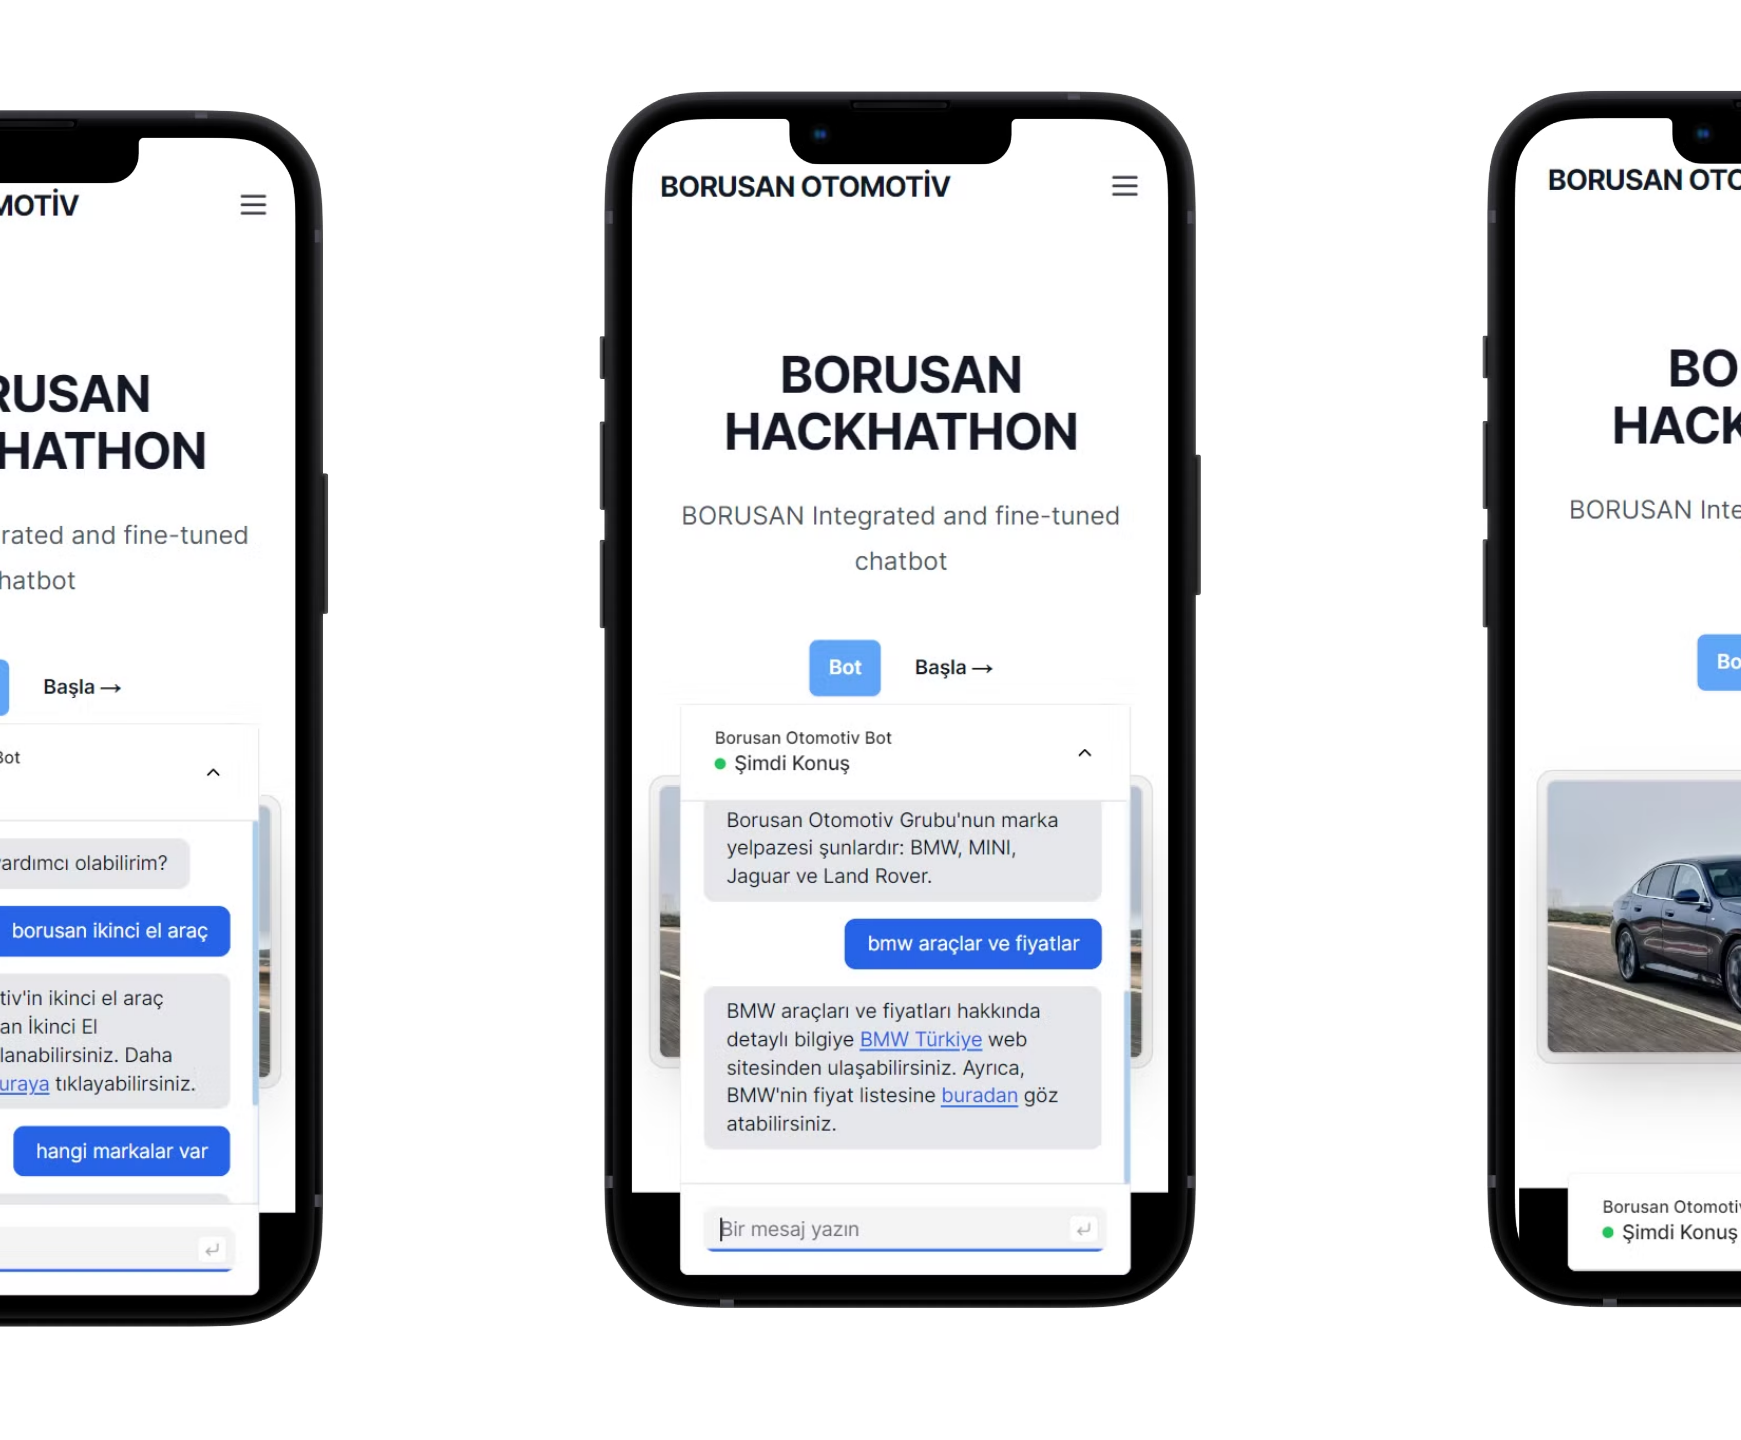 MOTİV
RUSAN
HATHON
rated and fine-tuned
hatbot
Başla →
Bot
ardımcı olabilirim?
borusan ikinci el araç
tiv'in ikinci el araç
an İkinci El
lanabilirsiniz. Daha
uraya tıklayabilirsiniz.
hangi markalar var
BORUSAN OTOMOTİV
BORUSAN
HACKHATHON
BORUSAN Integrated and fine-tuned
chatbot
Bot
Başla →
Borusan Otomotiv Bot
Şimdi Konuş
Borusan Otomotiv Grubu'nun marka
yelpazesi şunlardır: BMW, MINI,
Jaguar ve Land Rover.
bmw araçlar ve fiyatlar
BMW araçları ve fiyatları hakkında
detaylı bilgiye BMW Türkiye web
sitesinden ulaşabilirsiniz. Ayrıca,
BMW'nin fiyat listesine buradan göz
atabilirsiniz.
Bir mesaj yazın
BORUSAN OTO
BO
HACK
BORUSAN Inte
Bo
Borusan Otomoti
Şimdi Konuş